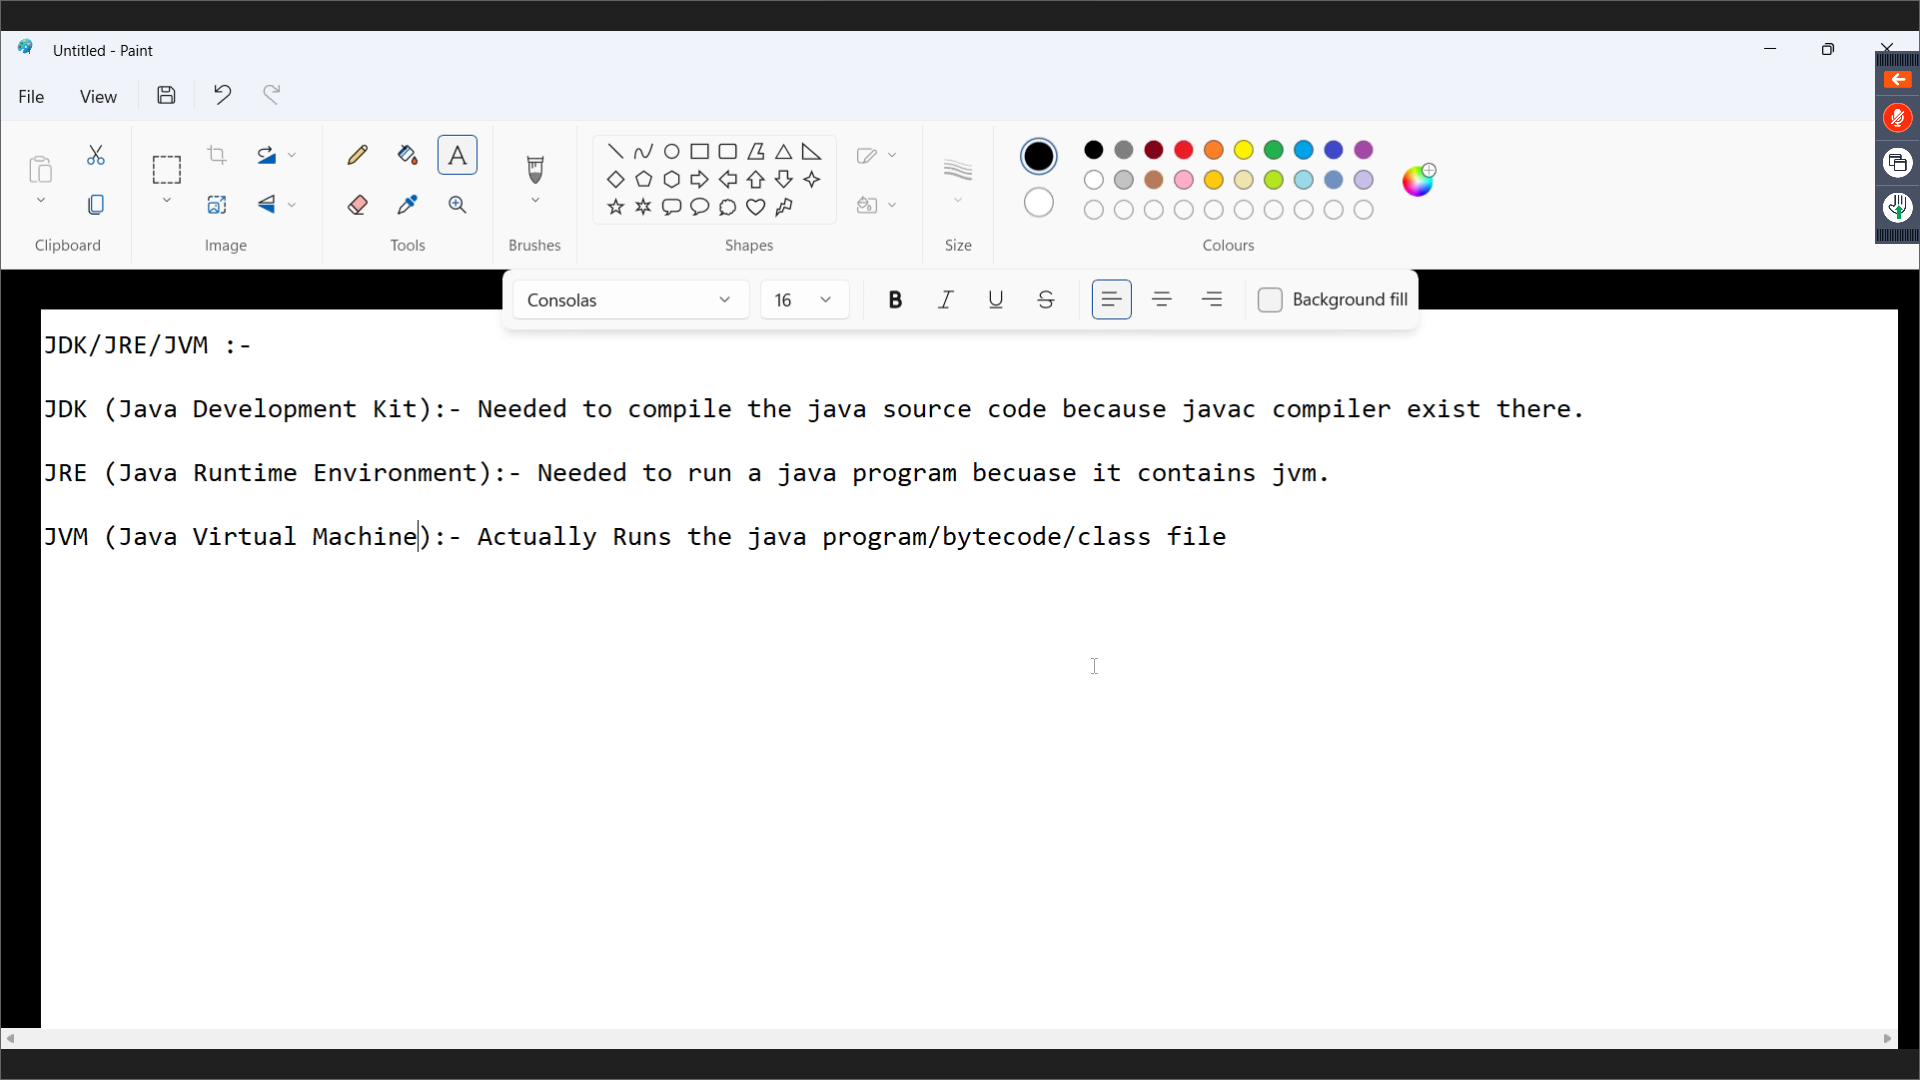 Untitled - Paint
File
View
Clipboard
Image
Tools
Brushes
Shapes
Size
Colours
Consolas
16
B
I
U
S
Background fill
JDK/JRE/JVM :-
JDK (Java Development Kit):- Needed to compile the java source code because javac compiler exist there.
JRE (Java Runtime Environment):- Needed to run a java program becuase it contains jvm.
JVM (Java Virtual Machine):- Actually Runs the java program/bytecode/class file